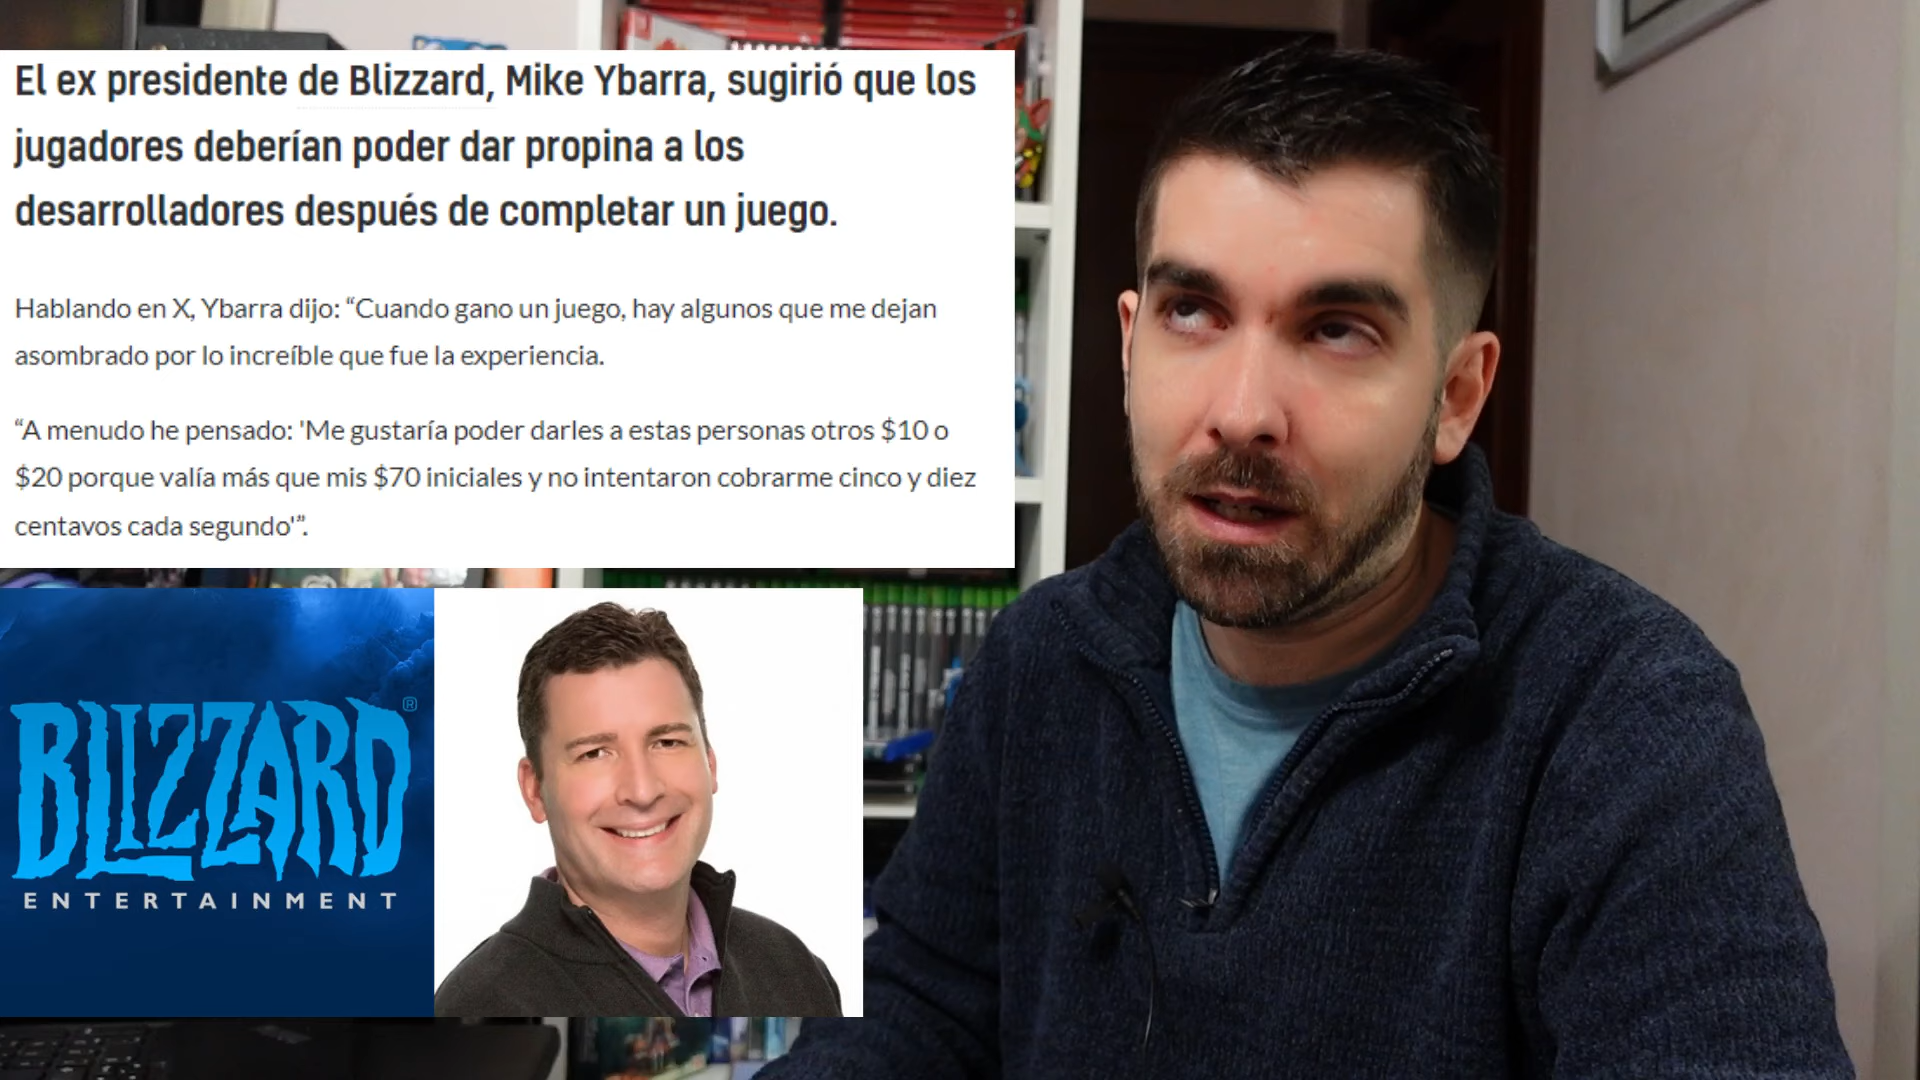 El ex presidente de Blizzard, Mike Ybarra, sugirió que los
jugadores deberían poder dar propina a los
desarrolladores después de completar un juego.
Hablando en X, Ybarra dijo: “Cuando gano un juego, hay algunos que me dejan
asombrado por lo increíble que fue la experiencia.
“A menudo he pensado: 'Me gustaría poder darles a estas personas otros $10 o
$20 porque valía más que mis $70 iniciales y no intentaron cobrarme cinco y diez
centavos cada segundo'”.
BLIZZARD®
ENTERTAINMENT